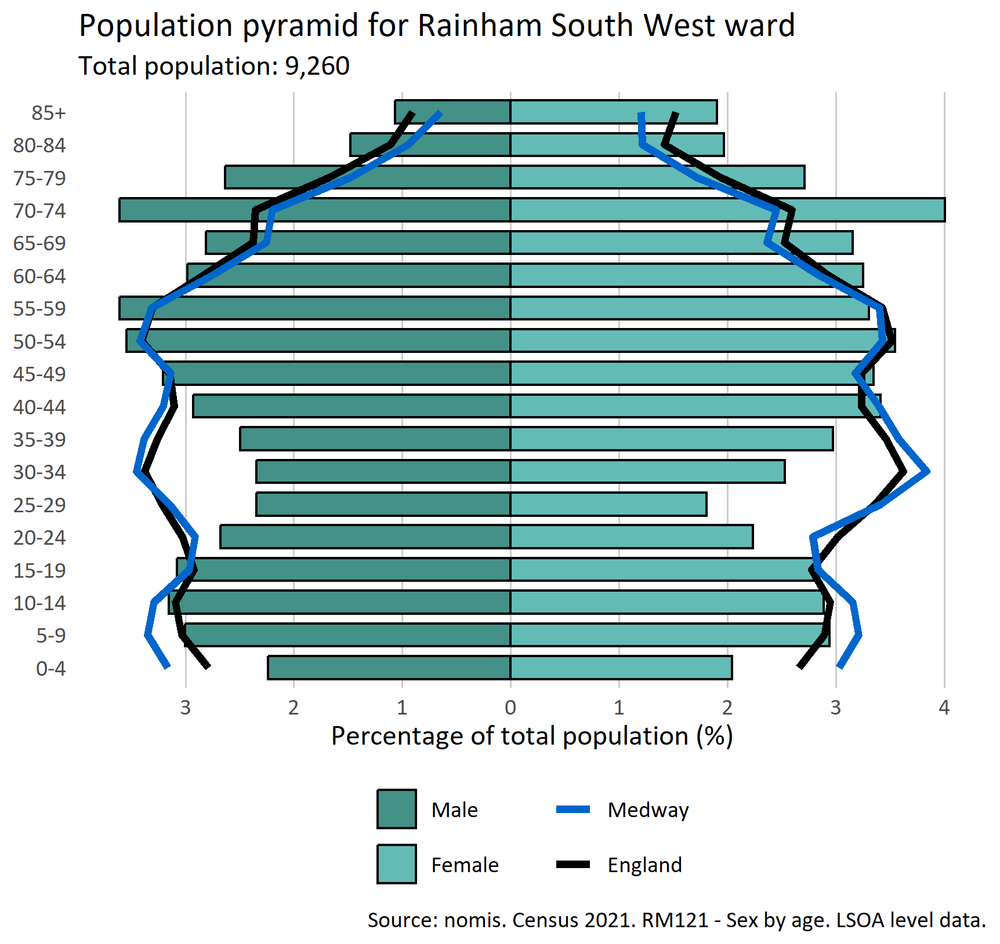 Population pyramid for Rainham South West ward
Total population: 9,260
85+
80-84
75-79
70-74
65-69
60-64
55-59
50-54
45-49
40-44
35-39
30-34
25-29
20-24
15-19
10-14
5-9
0-4
3 2 1 0 1 2 3 4
Percentage of total population (%)
Male Medway
Female England
Source: nomis. Census 2021. RM121 - Sex by age. LSOA level data.